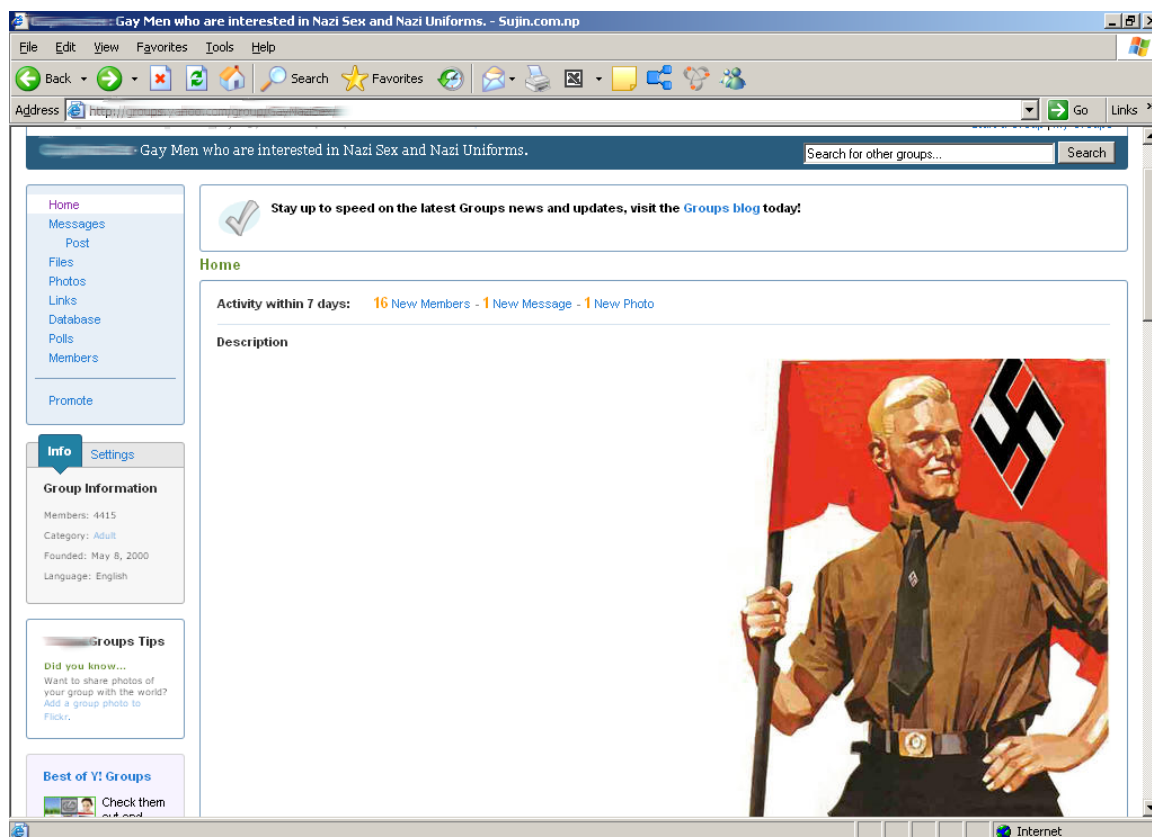 : Gay Men who are interested in Nazi Sex and Nazi Uniforms. - Sujin.com.np
File Edit View Favorites Tools Help
Back Search Favorites
Address http://groups. .com/group/ Go Links »
Gay Men who are interested in Nazi Sex and Nazi Uniforms. Search for other groups... Search
Home
Messages
Post
Files
Photos
Links
Database
Polls
Members
Promote
Stay up to speed on the latest Groups news and updates, visit the Groups blog today!
Home
Activity within 7 days: 16 New Members - 1 New Message - 1 New Photo
Description
Info Settings
Group Information
Members: 4415
Category: Adult
Founded: May 8, 2000
Language: English
Groups Tips
Did you know...
Want to share photos of
your group with the world?
Add a group photo to
Flickr.
Best of Y! Groups
Check them
out and
Internet